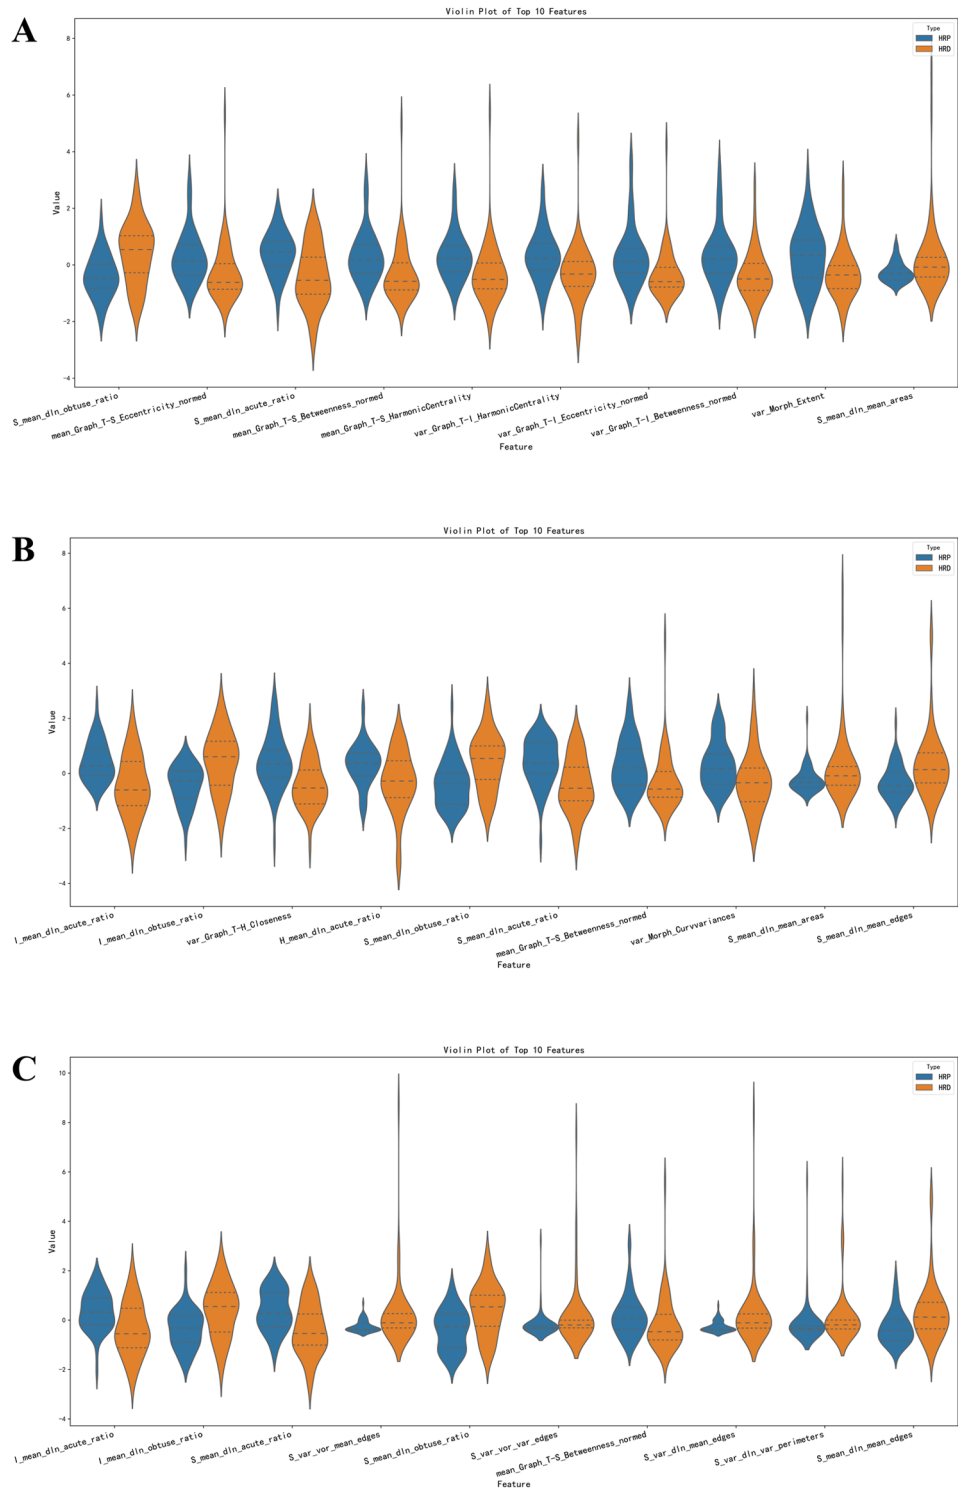 A
Violin Plot of Top 10 Features
Type
HRP
HRD
8
6
4
2
0
-2
-4
Value
S_mean_dln_obtuse_ratio
mean_Graph_T-S_Eccentricity_normed
S_mean_dln_acute_ratio
mean_Graph_T-S_Betweenness_normed
mean_Graph_T-S_HarmonicCentrality
var_Graph_T-I_HarmonicCentrality
var_Graph_T-I_Eccentricity_normed
var_Graph_T-I_Betweenness_normed
var_Morph_Extent
S_mean_dln_mean_areas
Feature
B
Violin Plot of Top 10 Features
Type
HRP
HRD
8
6
4
2
0
-2
-4
Value
I_mean_dln_acute_ratio
I_mean_dln_obtuse_ratio
var_Graph_T-H_Closeness
H_mean_dln_acute_ratio
S_mean_dln_obtuse_ratio
S_mean_dln_acute_ratio
mean_Graph_T-S_Betweenness_normed
var_Morph_Curvvariances
S_mean_dln_mean_areas
S_mean_dln_mean_edges
Feature
C
Violin Plot of Top 10 Features
Type
HRP
HRD
10
8
6
4
2
0
-2
-4
Value
I_mean_dln_acute_ratio
I_mean_dln_obtuse_ratio
S_mean_dln_acute_ratio
S_var_vor_mean_edges
S_mean_dln_obtuse_ratio
S_var_vor_var_edges
mean_Graph_T-S_Betweenness_normed
S_var_dln_mean_edges
S_var_dln_var_perimeters
S_mean_dln_mean_edges
Feature